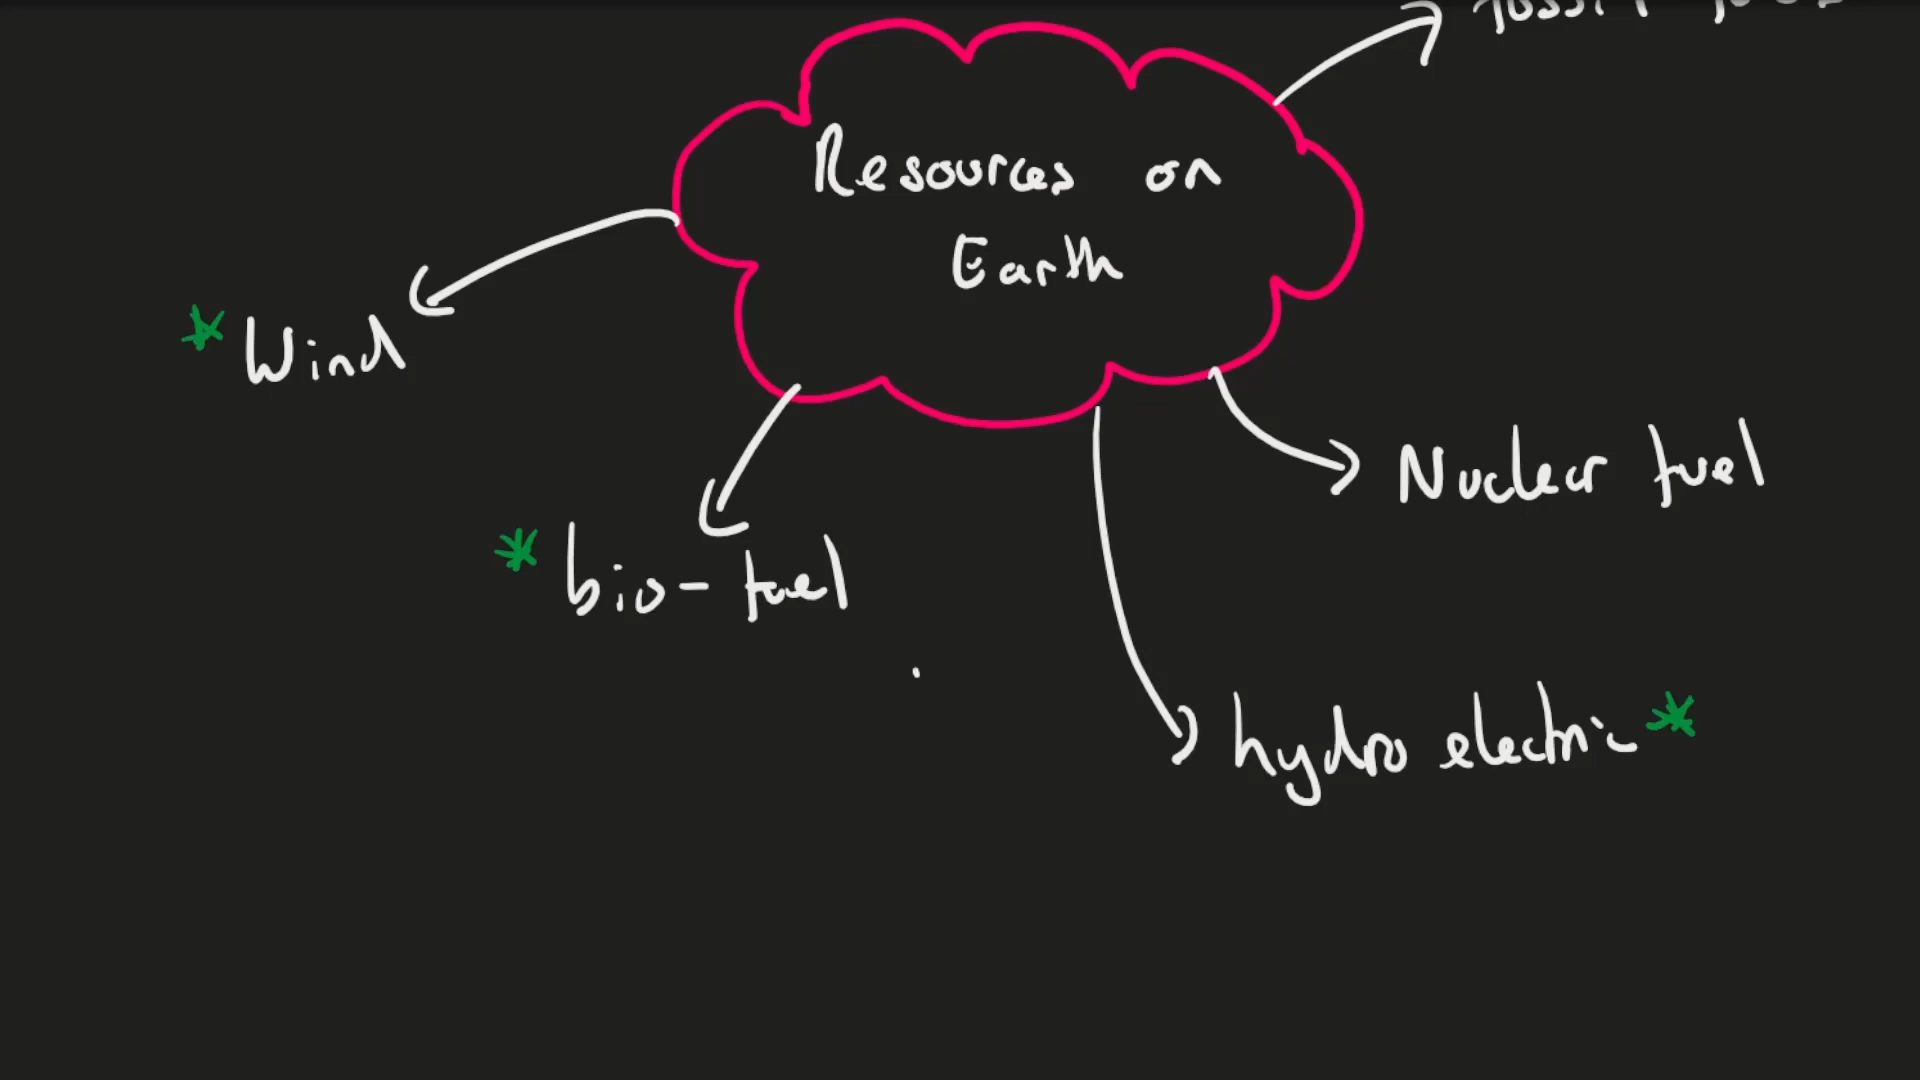 Resources on
Earth
* Wind
Nuclear fuel
* bio-fuel
hydro electric *